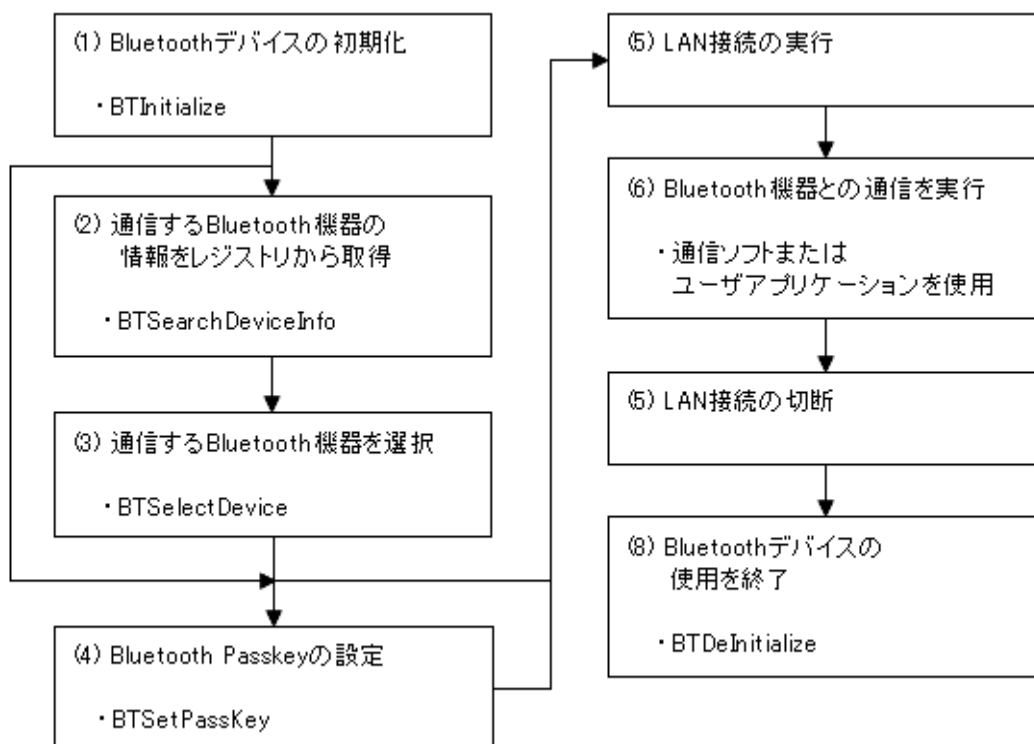 (1) Bluetoothデバイスの初期化
・BTInitialize
(2) 通信するBluetooth機器の
情報をレジストリから取得
・BTSearchDeviceInfo
(3) 通信するBluetooth機器を選択
・BTSelectDevice
(4) Bluetooth Passkeyの設定
・BTSetPassKey
(5) LAN接続の実行
(6) Bluetooth機器との通信を実行
・通信ソフトまたは
ユーザアプリケーションを使用
(5) LAN接続の切断
(8) Bluetoothデバイスの
使用を終了
・BTDeInitialize